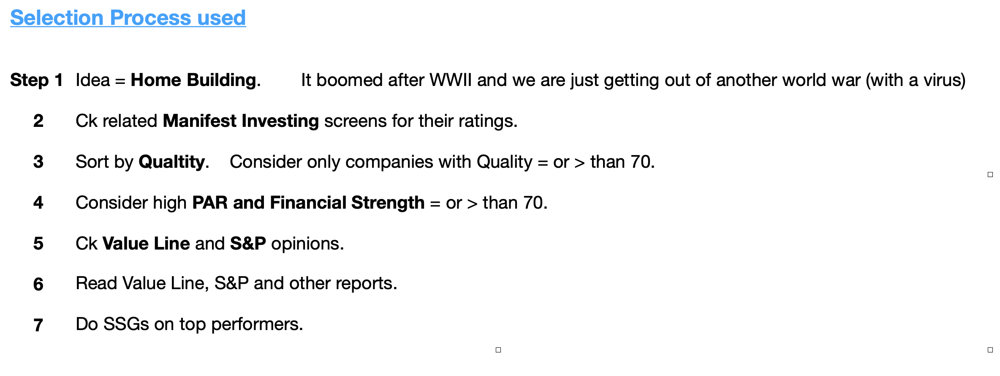 Selection Process used
Step 1 Idea = Home Building. It boomed after WWII and we are just getting out of another world war (with a virus)
2 Ck related Manifest Investing screens for their ratings.
3 Sort by Qualtity. Consider only companies with Quality = or > than 70.
4 Consider high PAR and Financial Strength = or > than 70.
5 Ck Value Line and S&P opinions.
6 Read Value Line, S&P and other reports.
7 Do SSGs on top performers.